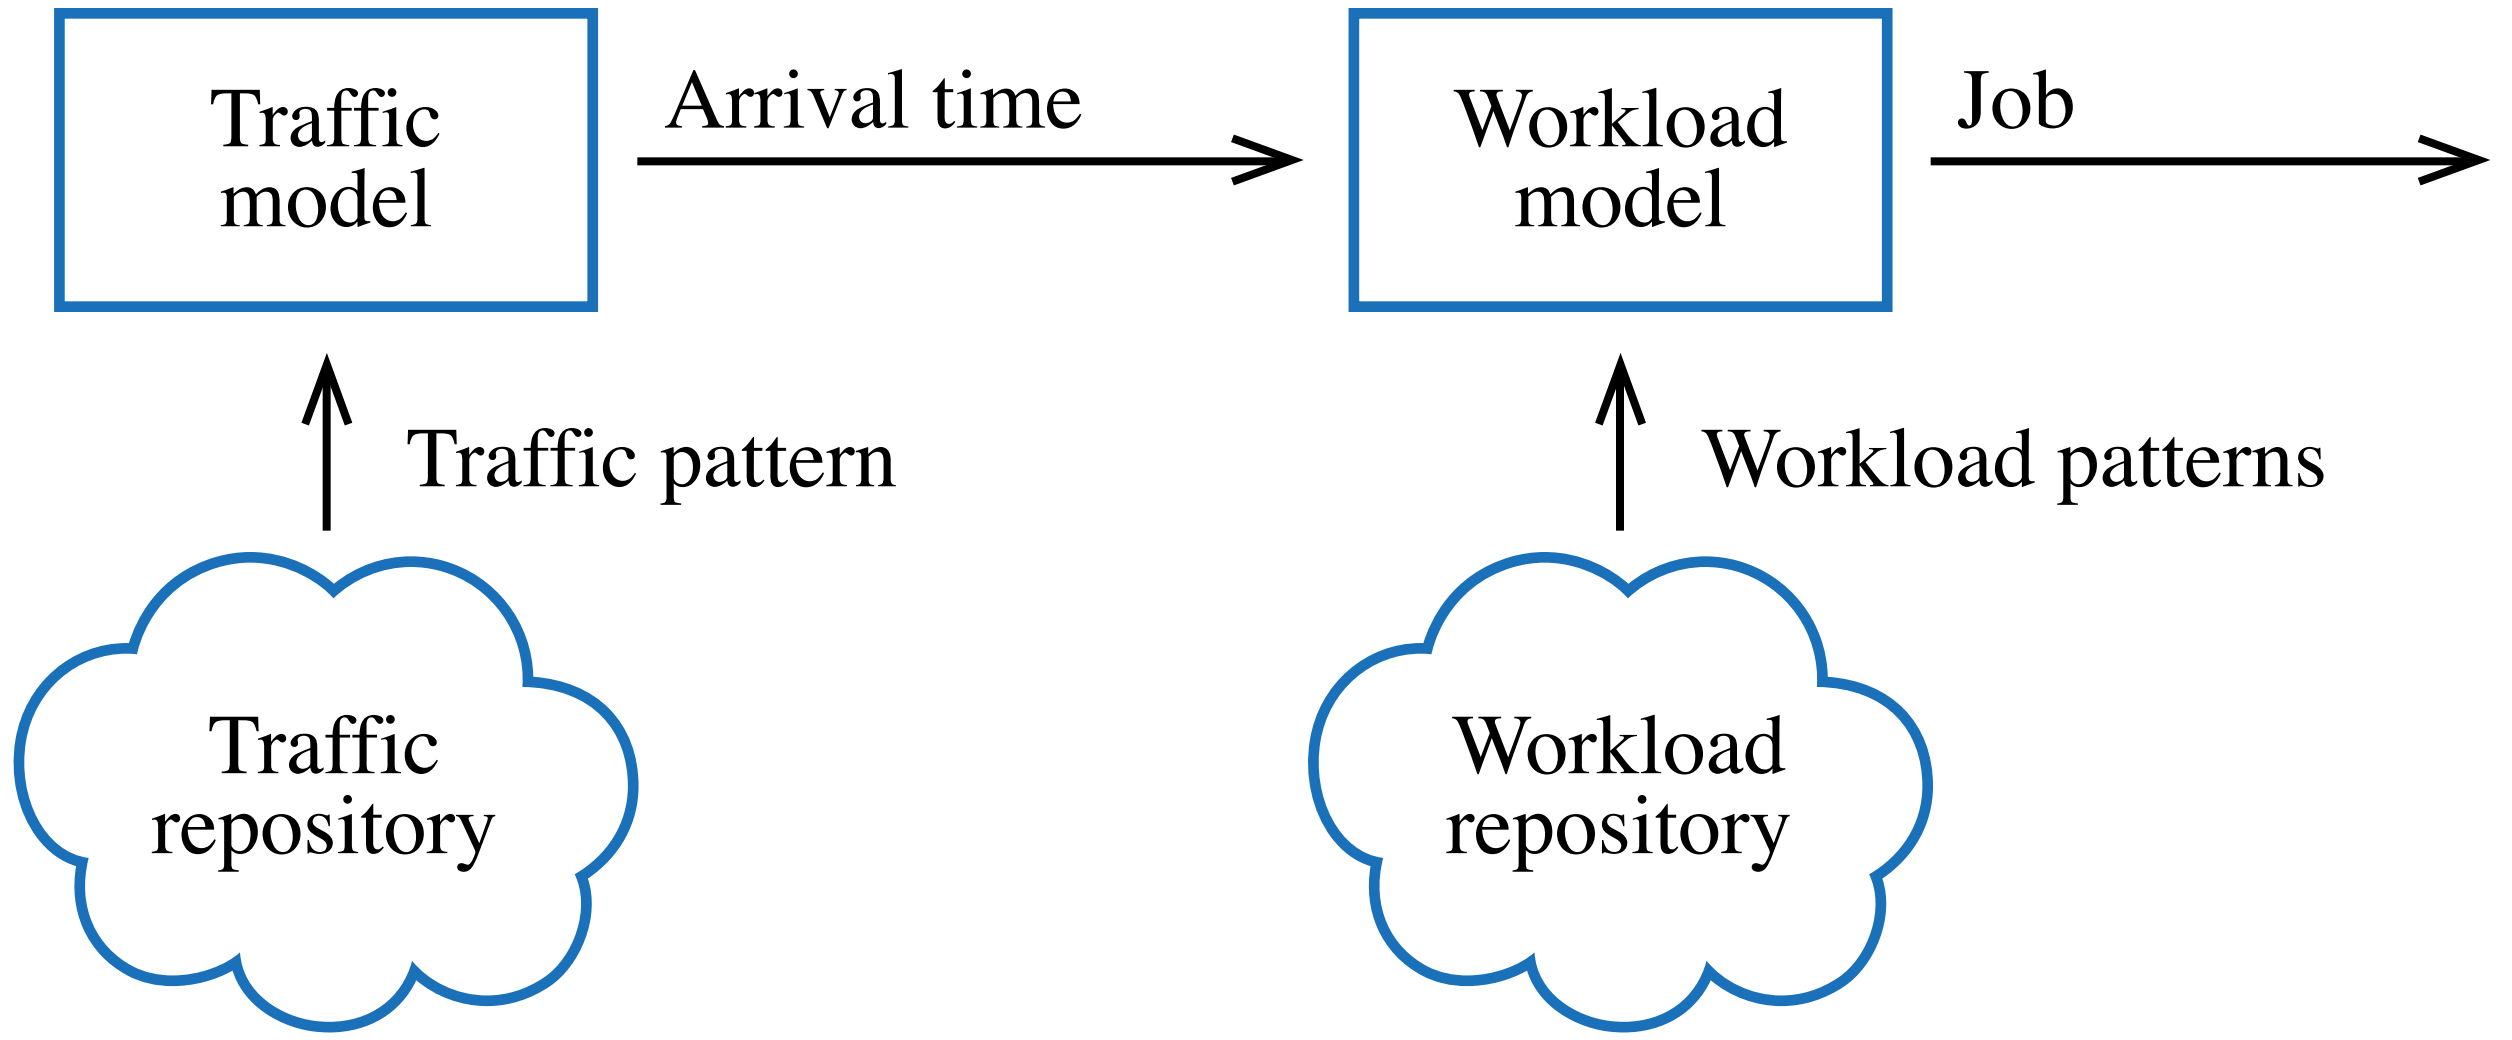 Traffic
model
Arrival time
Workload
model
Job
Traffic pattern
Workload patterns
Traffic
repository
Workload
repository